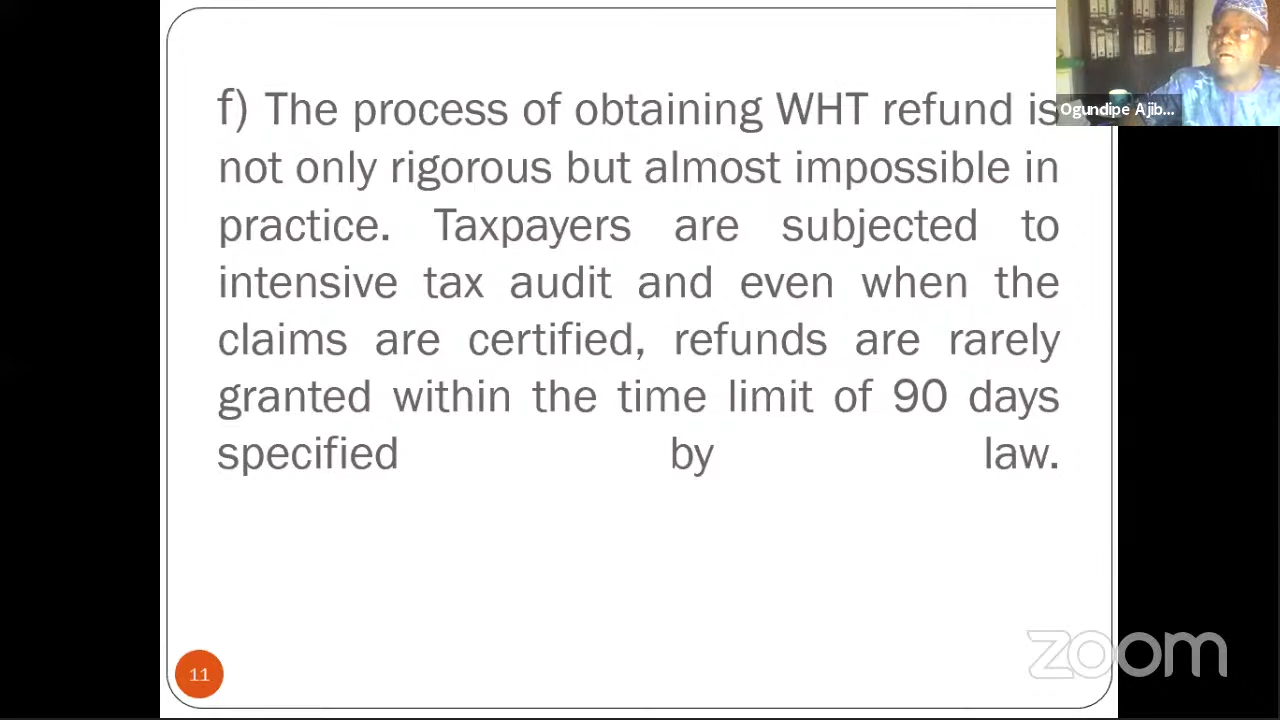 f) The process of obtaining WHT refund is
not only rigorous but almost impossible in
practice. Taxpayers are subjected to
intensive tax audit and even when the
claims are certified, refunds are rarely
granted within the time limit of 90 days
specified by law.
Ogundipe Ajib...
11
zoom